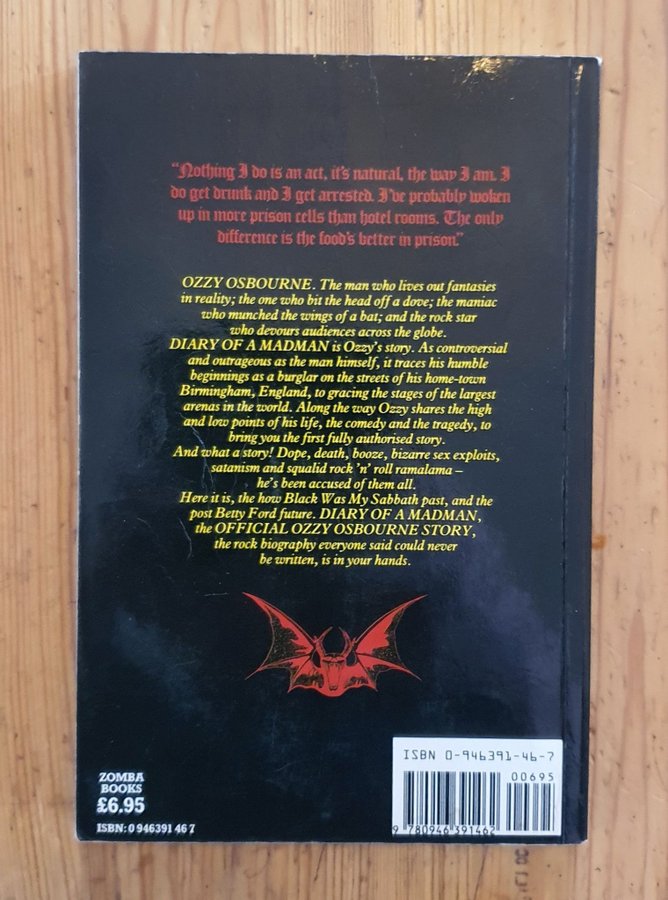 “Nothing I do is an act, it's natural, the way I am. I
do get drunk and I get arrested. I've probably woken
up in more prison cells than hotel rooms. The only
difference is the food's better in prison.”
OZZY OSBOURNE. The man who lives out fantasies
in reality; the one who bit the head off a dove; the maniac
who munched the wings of a bat; and the rock star
who devours audiences across the globe.
DIARY OF A MADMAN is Ozzy's story. As controversial
and outrageous as the man himself, it traces his humble
beginnings as a burglar on the streets of his home-town
Birmingham, England, to gracing the stages of the largest
arenas in the world. Along the way Ozzy shares the high
and low points of his life, the comedy and the tragedy, to
bring you the first fully authorised story.
And what a story! Dope, death, booze, bizarre sex exploits,
satanism and squalid rock 'n' roll ramalama –
he's been accused of them all.
Here it is, the how Black Was My Sabbath past, and the
post Betty Ford future. DIARY OF A MADMAN,
the OFFICIAL OZZY OSBOURNE STORY,
the rock biography everyone said could never
be written, is in your hands.
ZOMBA
BOOKS
£6.95
ISBN: 0 946391 46 7
ISBN 0-946391-46-7
00695
9 780946 391462